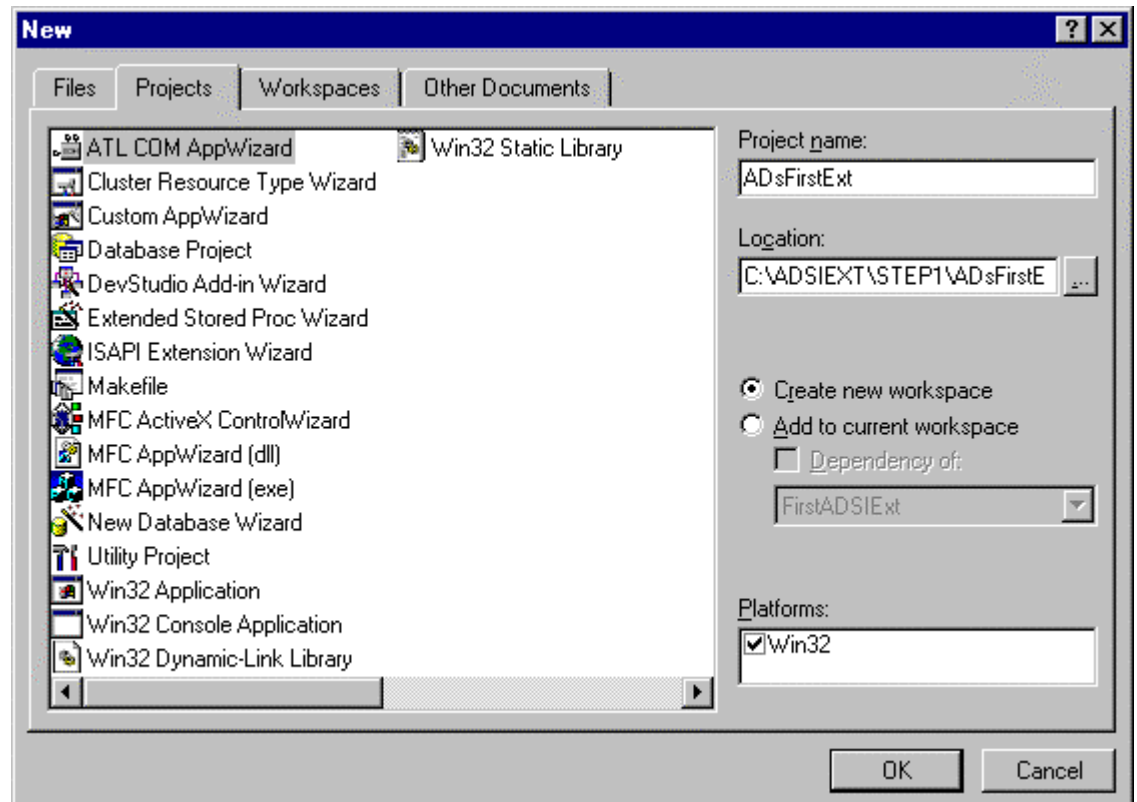 New
Files Projects Workspaces Other Documents
ATL COM AppWizard
Cluster Resource Type Wizard
Custom AppWizard
Database Project
DevStudio Add-in Wizard
Extended Stored Proc Wizard
ISAPI Extension Wizard
Makefile
MFC ActiveX ControlWizard
MFC AppWizard (dll)
MFC AppWizard (exe)
New Database Wizard
Utility Project
Win32 Application
Win32 Console Application
Win32 Dynamic-Link Library
Win32 Static Library
Project name:
ADsFirstExt
Location:
C:\ADSIEXT\STEP1\ADsFirstE
...
Create new workspace
Add to current workspace
Dependency of:
FirstADSIExt
Platforms:
Win32
OK Cancel